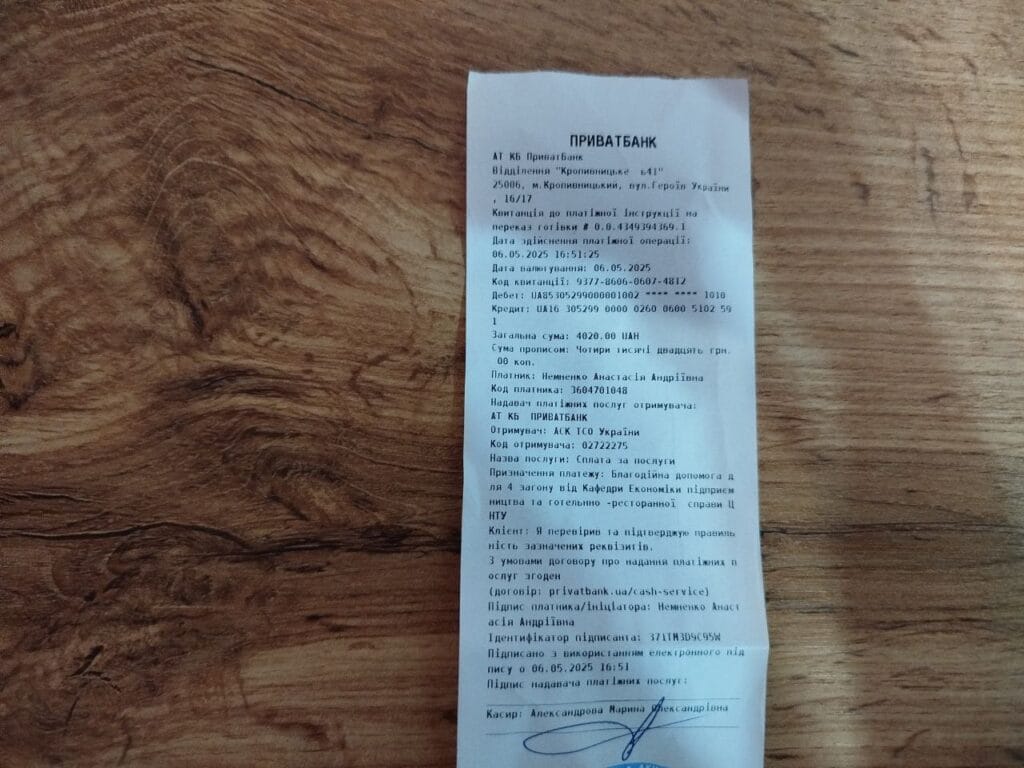 ПРИВАТБАНК
АТ КБ ПриватБанк
Відділення "Кропивницьке в41"
25006, м.Кропивницький, вул.Героїв України
, 16/17
Квитанція до платіжної інструкції на
переказ готівки # 0.0.4349394369.1
Дата здійснення платіжної операції:
06.05.2025 16:51:25
Дата валютування: 06.05.2025
Код квитанції: 9377-8606-0607-4812
Дебет: UA85305299000001002 **** **** 1010
Кредит: UA16 305299 0000 0260 0600 5102 59
1
Загальна сума: 4020.00 UAH
Сума прописом: Чотири тисячі двадцять грн.
00 коп.
Платник: Немненко Анастасія Андріївна
Код платника: 3604701048
Надавач платіжних послуг отримувача:
АТ КБ ПРИВАТБАНК
Отримувач: АСК ТСО України
Код отримувача: 02722275
Назва послуги: Сплата за послуги
Призначення платежу: Благодійна допомога д
ля 4 загону від Кафедри Економіки підприєм
ництва та готельно -ресторанної справи Ц
НТУ
Клієнт: Я перевірив та підтверджую правиль
ність зазначених реквізитів.
З умовами договору про надання платіжних п
ослуг згоден
(договір: privatbank.ua/cash-service)
Підпис платника/ініціатора: Немненко Анаст
асія Андріївна
Ідентифікатор підписанта: 371TM3D9C95W
Підписано з використанням електронного під
пису о 06.05.2025 16:51
Підпис надавача платіжних послуг:
Касир: Александрова Марина Олександрівна